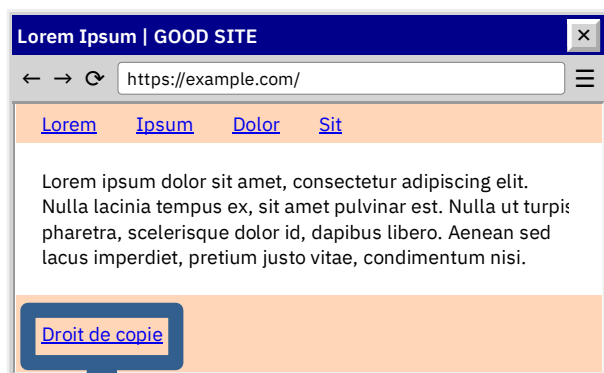 Lorem Ipsum | GOOD SITE
https://example.com/
Lorem Ipsum Dolor Sit
Lorem ipsum dolor sit amet, consectetur adipiscing elit.
Nulla lacinia tempus ex, sit amet pulvinar est. Nulla ut turpis
pharetra, scelerisque dolor id, dapibus libero. Aenean sed
lacus imperdiet, pretium justo vitae, condimentum nisi.
Droit de copie